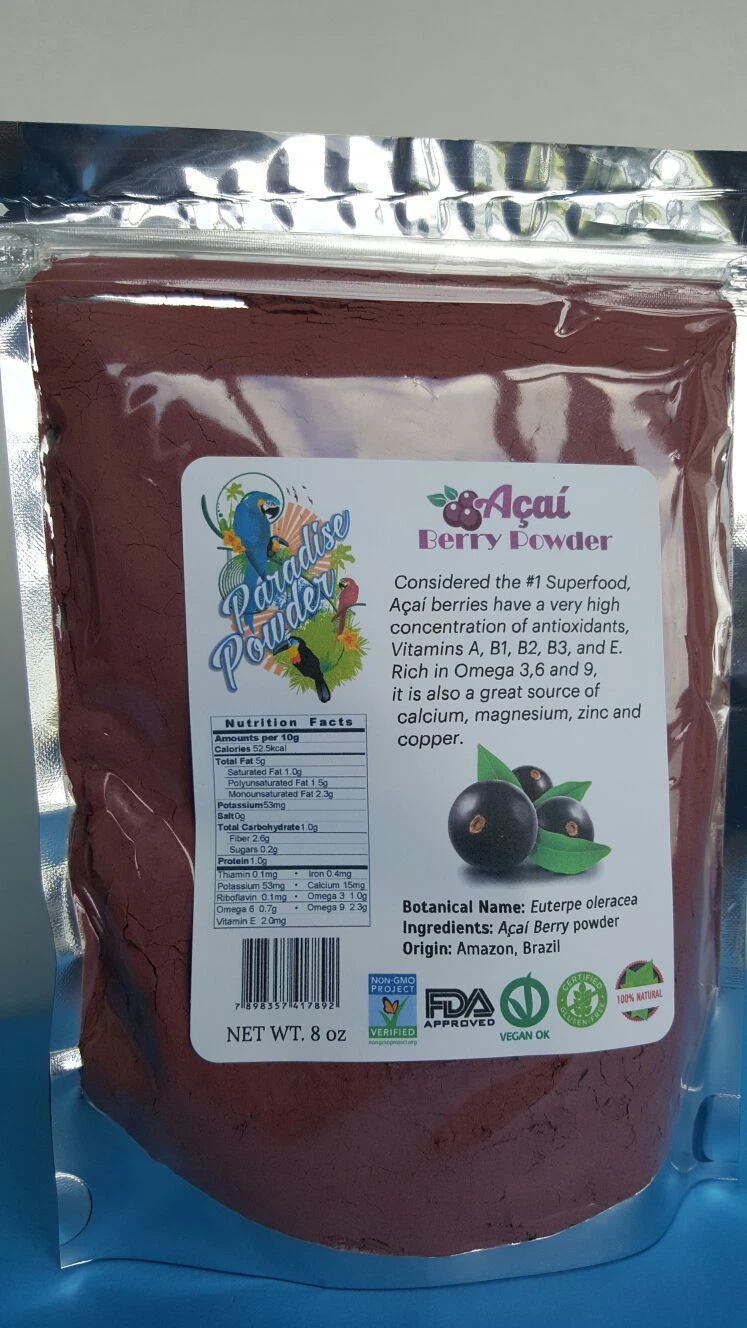 Paradise
Powder
Açaí
Berry Powder
Considered the #1 Superfood,
Açaí berries have a very high
concentration of antioxidants,
Vitamins A, B1, B2, B3, and E.
Rich in Omega 3,6 and 9,
it is also a great source of
calcium, magnesium, zinc and
copper.
Nutrition Facts
Amounts per 10g
Calories 52.5kcal
Total Fat 5g
Saturated Fat 1.0g
Polyunsaturated Fat 1.5g
Monounsaturated Fat 2.3g
Potassium 53mg
Salt 0g
Total Carbohydrate 1.0g
Fiber 2.6g
Sugars 0.2g
Protein 1.0g
Thiamin 0.1mg • Iron 0.4mg
Potassium 53mg • Calcium 15mg
Riboflavin 0.1mg • Omega 3 1.0g
Omega 6 0.7g • Omega 9 2.3g
Vitamin E 2.0mg
Botanical Name: Euterpe oleracea
Ingredients: Açaí Berry powder
Origin: Amazon, Brazil
7 898357 417892
NET WT. 8 oz
NON-GMO
PROJECT
VERIFIED
nongmoproject.org
FDA
APPROVED
VEGAN OK
CERTIFIED
GLUTEN-FREE
100% NATURAL